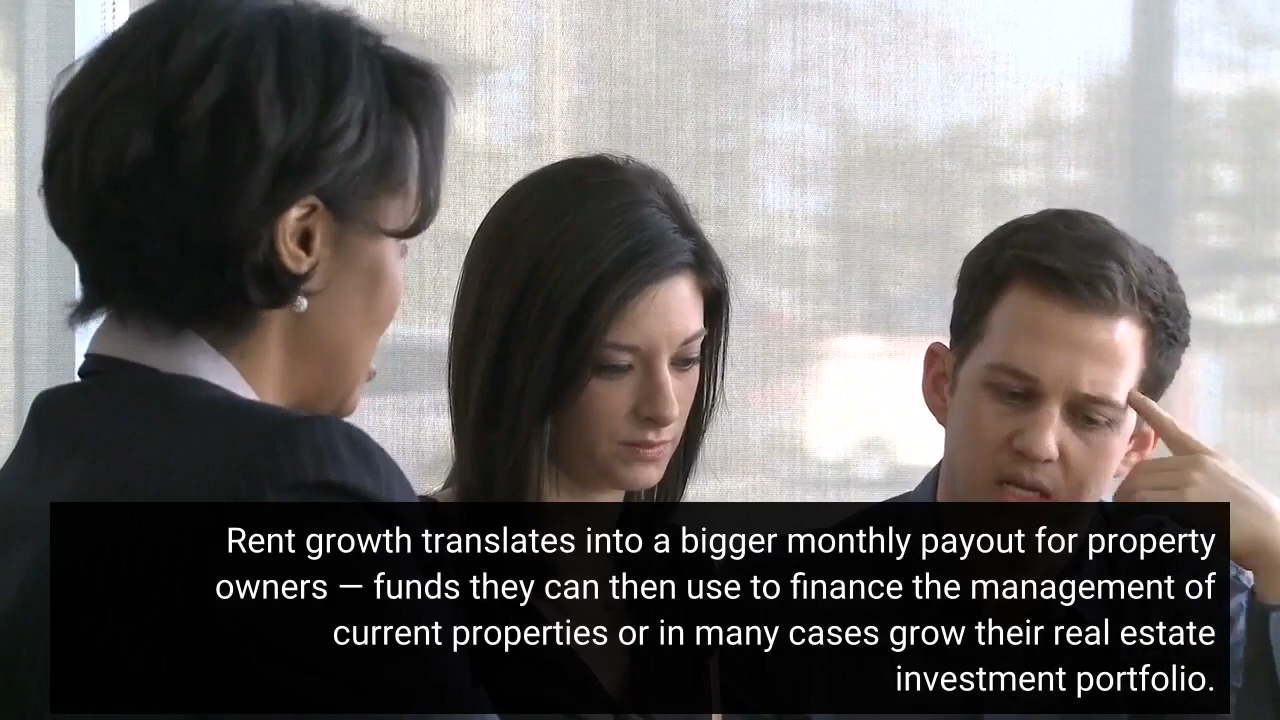 Rent growth translates into a bigger monthly payout for property
owners — funds they can then use to finance the management of
current properties or in many cases grow their real estate
investment portfolio.